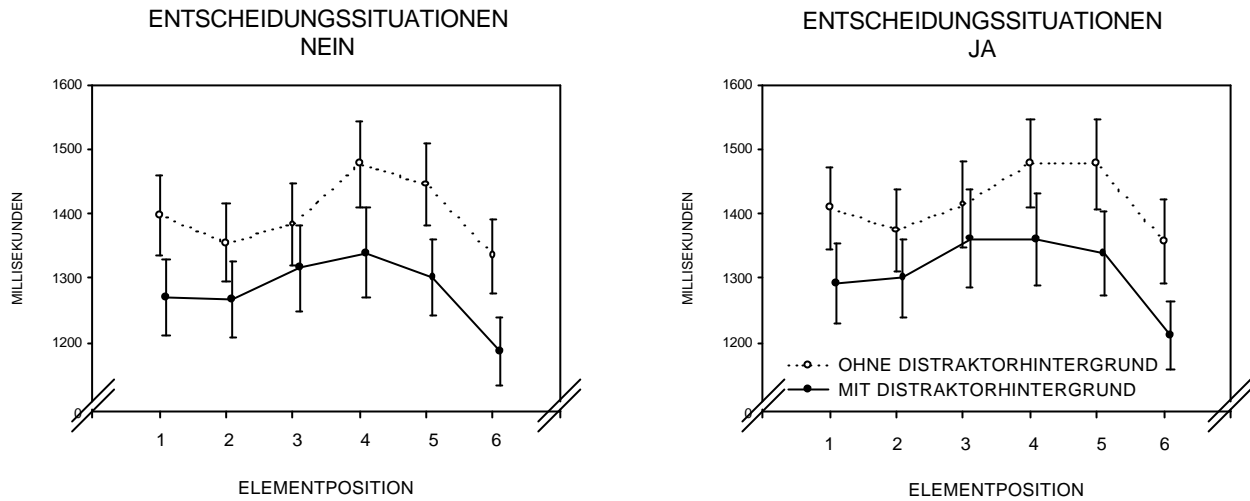 ENTSCHEIDUNGSSITUATIONEN
NEIN
1600
1500
1400
1300
1200
0
MILLISEKUNDEN
1 2 3 4 5 6
ELEMENTPOSITION
ENTSCHEIDUNGSSITUATIONEN
JA
1600
1500
1400
1300
1200
0
MILLISEKUNDEN
OHNE DISTRAKTORHINTERGRUND
MIT DISTRAKTORHINTERGRUND
1 2 3 4 5 6
ELEMENTPOSITION